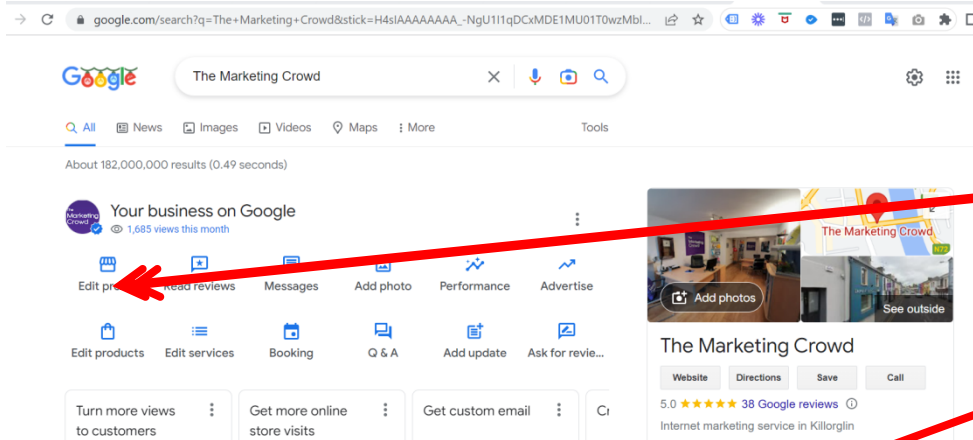 google.com/search?q=The+Marketing+Crowd&stick=H4sIAAAAAAAA_-NgU1I1qDCxMDE1MU01T0wzMbl...
Google
The Marketing Crowd
All News Images Videos Maps More Tools
About 182,000,000 results (0.49 seconds)
The Marketing Crowd
Your business on Google
1,685 views this month
The Marketing Crowd
N72
Edit Read reviews Messages Add photo Performance Advertise
Add photos
See outside
Edit products Edit services Booking Q & A Add update Ask for revie...
The Marketing Crowd
Website Directions Save Call
5.0 38 Google reviews
Internet marketing service in Killorglin
Turn more views
to customers
Get more online
store visits
Get custom email